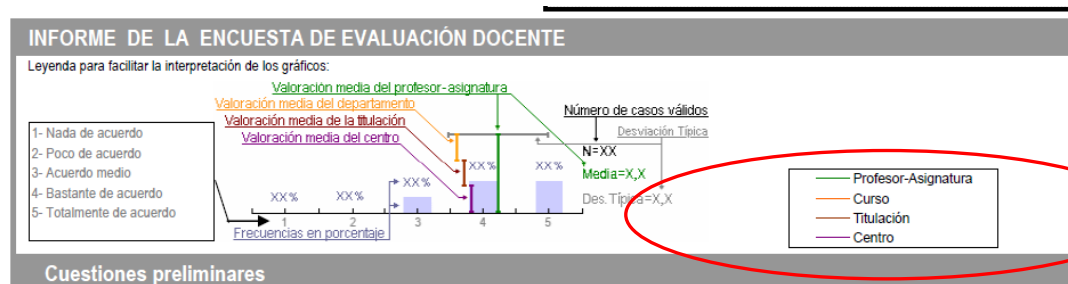 INFORME DE LA ENCUESTA DE EVALUACIÓN DOCENTE
Leyenda para facilitar la interpretación de los gráficos:
Valoración media del profesor-asignatura
Valoración media del departamento
Valoración media de la titulación
Valoración media del centro
Número de casos válidos
Desviación Típica
N=XX
Media=X,X
Des. Típica=X,X
1- Nada de acuerdo
2- Poco de acuerdo
3- Acuerdo medio
4- Bastante de acuerdo
5- Totalmente de acuerdo
XX% XX% XX% XX% XX%
1 2 3 4 5
Frecuencias en porcentaje
Profesor-Asignatura
Curso
Titulación
Centro
Cuestiones preliminares